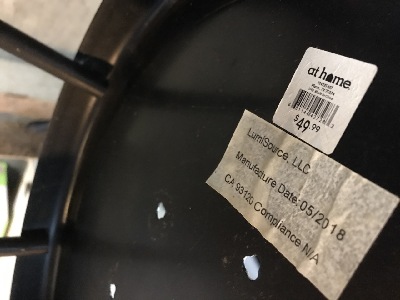 at home
$49.99
LumiSource, LLC
Manufacture Date:05/2018
CA 93120 Compliance N/A